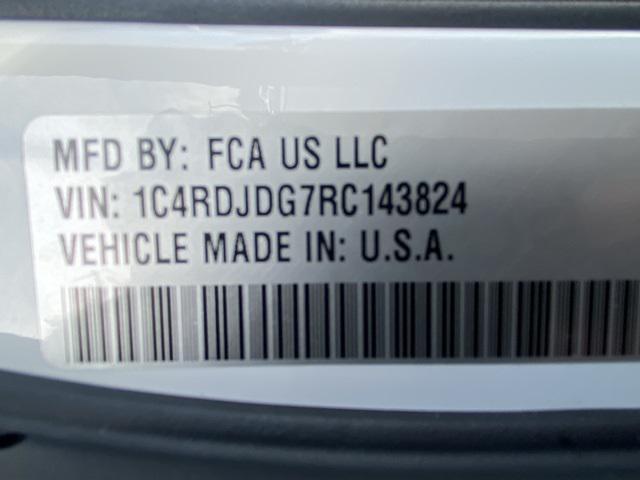 MFD BY: FCA US LLC
VIN: 1C4RDJDG7RC143824
VEHICLE MADE IN: U.S.A.